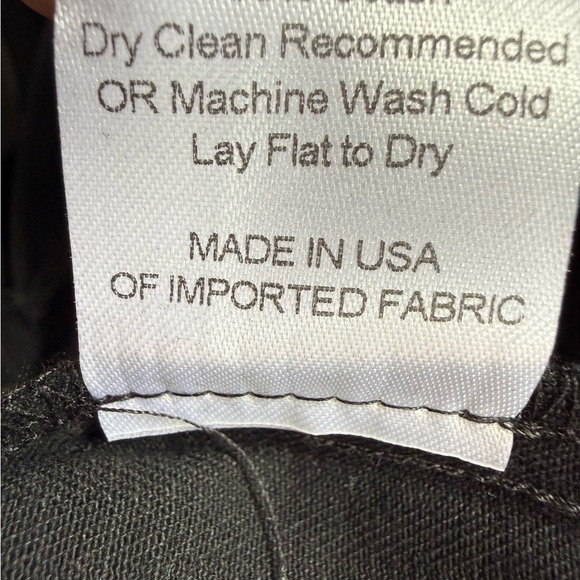 Dry Clean Recommended
OR Machine Wash Cold
Lay Flat to Dry
MADE IN USA
OF IMPORTED FABRIC